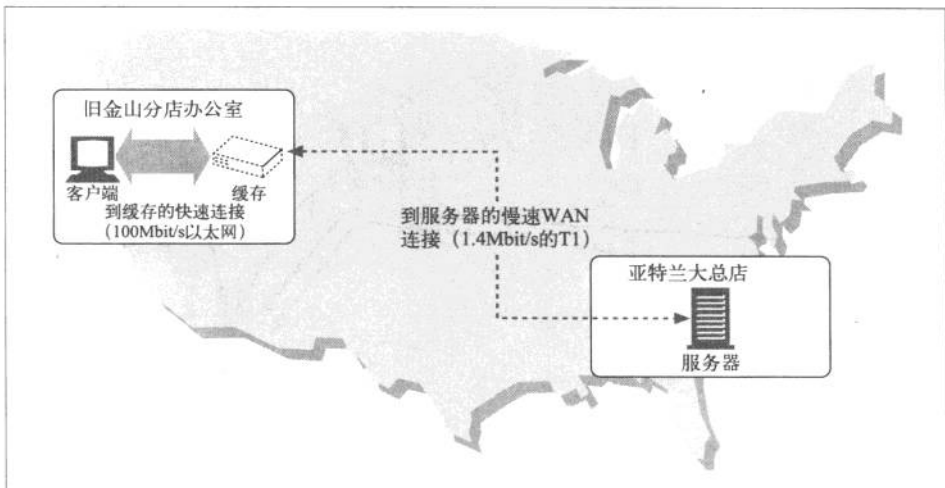 旧金山分店办公室
客户端
缓存
到缓存的快速连接
（100Mbit/s以太网）
到服务器的慢速WAN
连接（1.4Mbit/s的T1）
亚特兰大总店
服务器